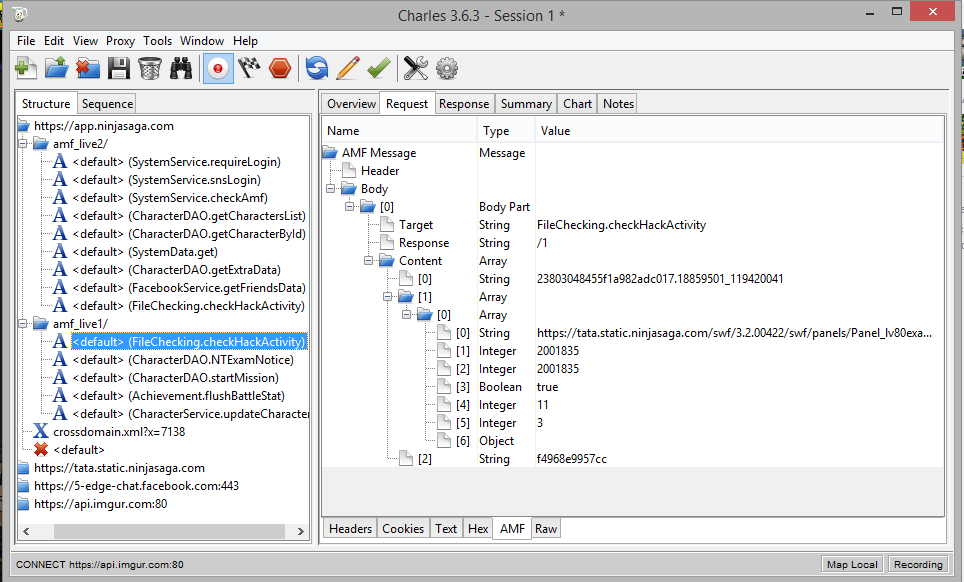 Charles 3.6.3 - Session 1 *
File Edit View Proxy Tools Window Help
Structure Sequence
https://app.ninjasaga.com
amf_live2/
<default> (SystemService.requireLogin)
<default> (SystemService.snsLogin)
<default> (SystemService.checkAmf)
<default> (CharacterDAO.getCharactersList)
<default> (CharacterDAO.getCharacterById)
<default> (SystemData.get)
<default> (CharacterDAO.getExtraData)
<default> (FacebookService.getFriendsData)
<default> (FileChecking.checkHackActivity)
amf_live1/
<default> (FileChecking.checkHackActivity)
<default> (CharacterDAO.NTExamNotice)
<default> (CharacterDAO.startMission)
<default> (Achievement.flushBattleStat)
<default> (CharacterService.updateCharacter
crossdomain.xml?x=7138
<default>
https://tata.static.ninjasaga.com
https://5-edge-chat.facebook.com:443
https://api.imgur.com:80
Overview Request Response Summary Chart Notes
Name Type Value
AMF Message Message
Header
Body
[0] Body Part
Target String FileChecking.checkHackActivity
Response String /1
Content Array
[0] String 23803048455f1a982adc017.18859501_119420041
[1] Array
[0] Array
[0] String https://tata.static.ninjasaga.com/swf/3.2.00422/swf/panels/Panel_lv80exa...
[1] Integer 2001835
[2] Integer 2001835
[3] Boolean true
[4] Integer 11
[5] Integer 3
[6] Object
[2] String f4968e9957cc
Headers Cookies Text Hex AMF Raw
CONNECT https://api.imgur.com:80 Map Local Recording